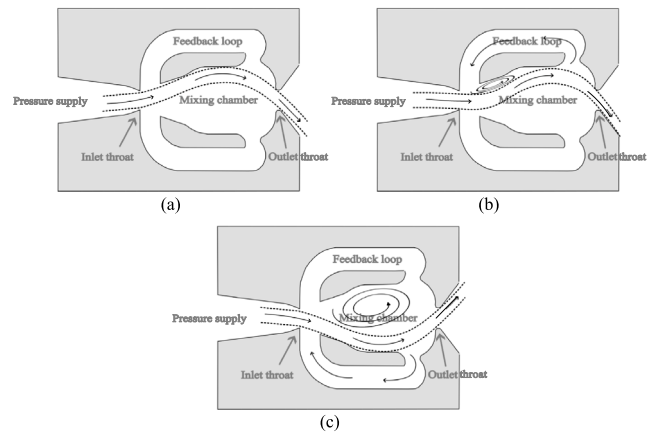 Feedback loop
Pressure supply
Mixing chamber
Inlet throat
Outlet throat
(a)
Feedback loop
Pressure supply
Mixing chamber
Inlet throat
Outlet throat
(b)
Feedback loop
Pressure supply
Mixing chamber
Inlet throat
Outlet throat
(c)